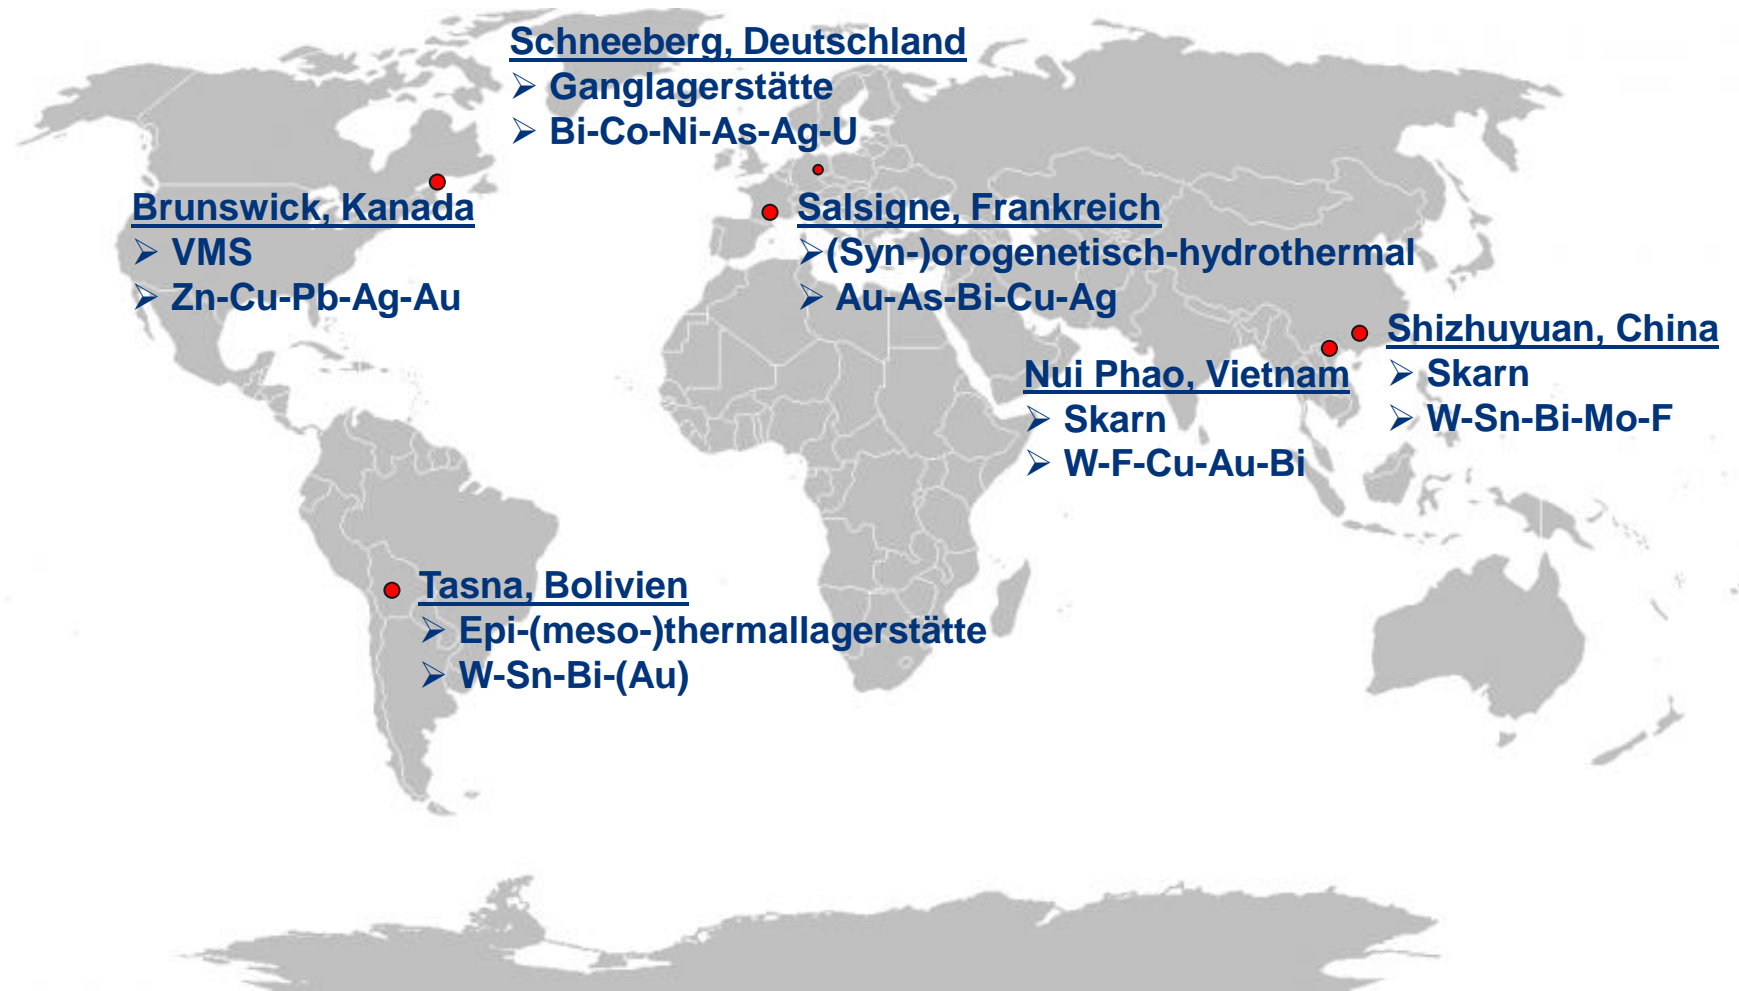 Schneeberg, Deutschland
➢ Ganglagerstätte
➢ Bi-Co-Ni-As-Ag-U
Brunswick, Kanada
➢ VMS
➢ Zn-Cu-Pb-Ag-Au
Salsigne, Frankreich
➢(Syn-)orogenetisch-hydrothermal
➢ Au-As-Bi-Cu-Ag
Shizhuyuan, China
➢ Skarn
➢ W-Sn-Bi-Mo-F
Nui Phao, Vietnam
➢ Skarn
➢ W-F-Cu-Au-Bi
Tasna, Bolivien
➢ Epi-(meso-)thermallagerstätte
➢ W-Sn-Bi-(Au)